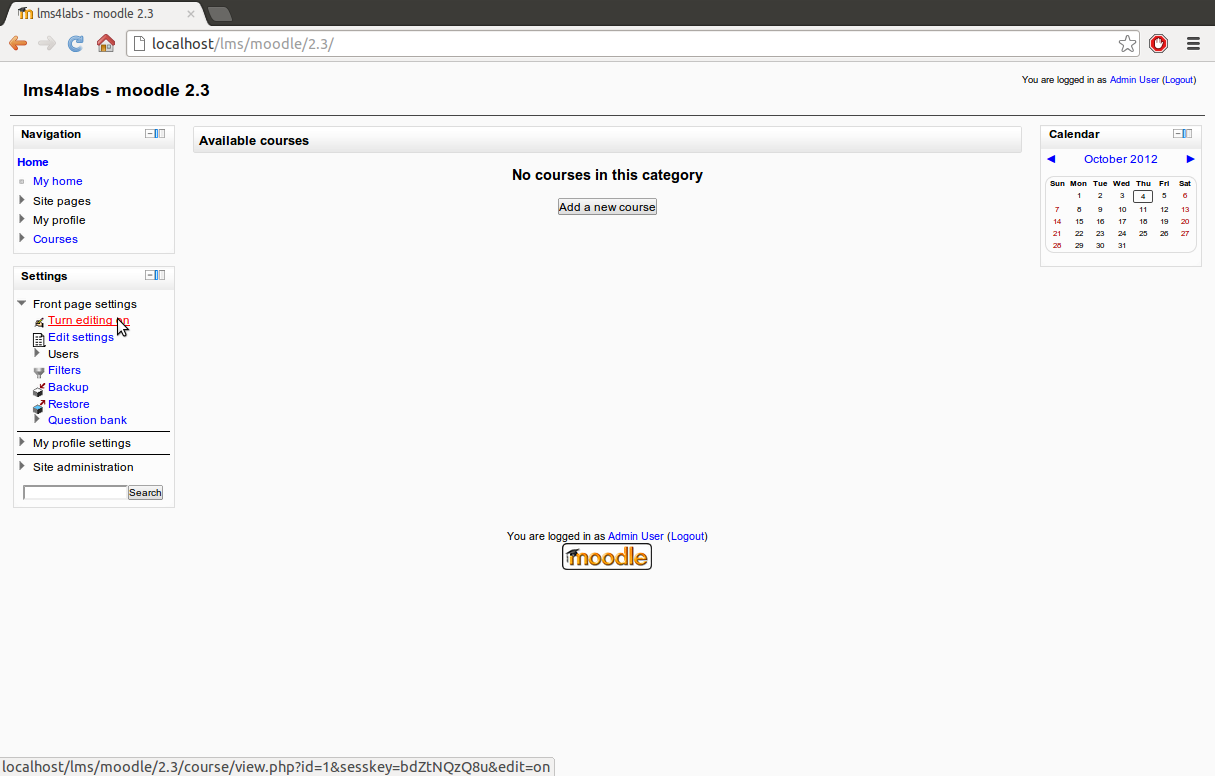 lms4labs - moodle 2.3
localhost/lms/moodle/2.3/
lms4labs - moodle 2.3
You are logged in as Admin User (Logout)
Navigation
Home
My home
Site pages
My profile
Courses
Settings
Front page settings
Turn editing on
Edit settings
Users
Filters
Backup
Restore
Question bank
My profile settings
Site administration
Search
Available courses
No courses in this category
Add a new course
Calendar
October 2012
Sun Mon Tue Wed Thu Fri Sat
1 2 3 4 5 6
7 8 9 10 11 12 13
14 15 16 17 18 19 20
21 22 23 24 25 26 27
28 29 30 31
You are logged in as Admin User (Logout)
moodle
localhost/lms/moodle/2.3/course/view.php?id=1&sesskey=bdZtNQzQ8u&edit=on